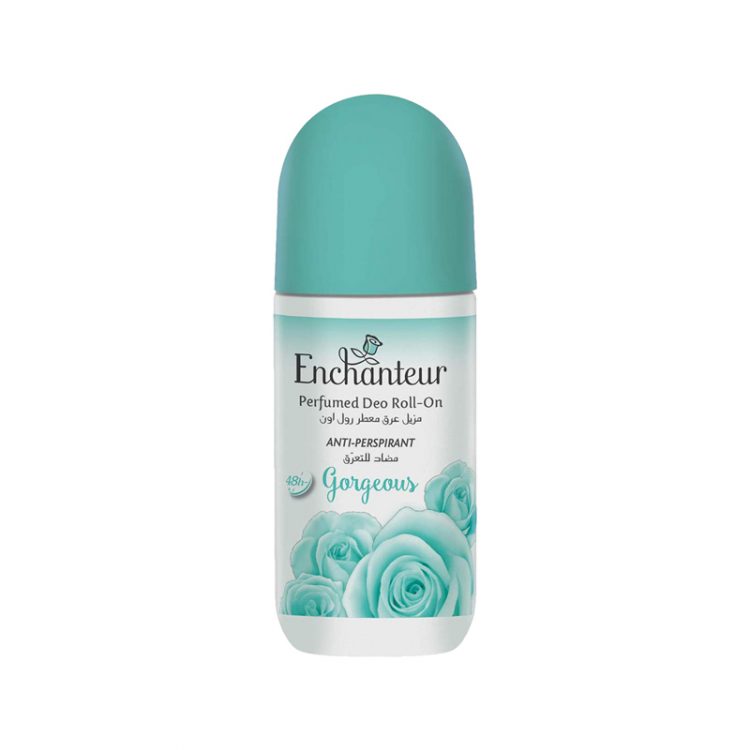 Enchanteur
Perfumed Deo Roll-On
مزيل عرق معطر رول اون
ANTI-PERSPIRANT
مضاد للتعرّق
48h
Gorgeous